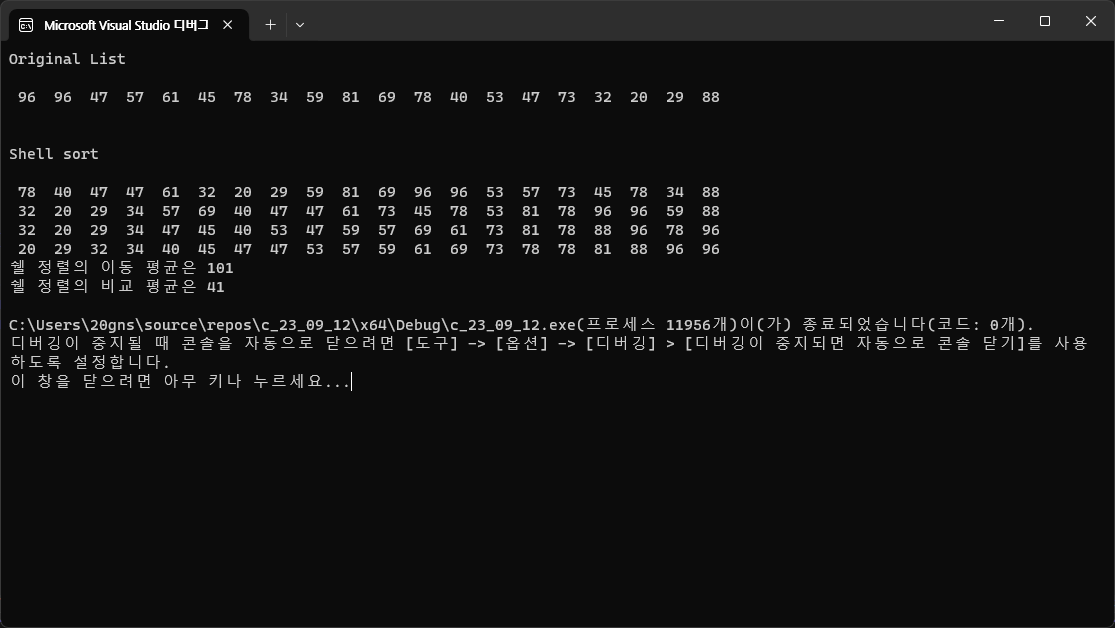 Microsoft Visual Studio 디버그
Original List
96 96 47 57 61 45 78 34 59 81 69 78 40 53 47 73 32 20 29 88
Shell sort
78 40 47 47 61 32 20 29 59 81 69 96 96 53 57 73 45 78 34 88
32 20 29 34 57 69 40 47 47 61 73 45 78 53 81 78 96 96 59 88
32 20 29 34 47 45 40 53 47 59 57 69 61 73 81 78 88 96 78 96
20 29 32 34 40 45 47 47 53 57 59 61 69 73 78 78 81 88 96 96
쉘 정렬의 이동 평균은 101
쉘 정렬의 비교 평균은 41
C:\Users\20gns\source\repos\c_23_09_12\x64\Debug\c_23_09_12.exe(프로세스 11956개)이(가) 종료되었습니다(코드: 0개).
디버깅이 중지될 때 콘솔을 자동으로 닫으려면 [도구] -> [옵션] -> [디버깅] > [디버깅이 중지되면 자동으로 콘솔 닫기]를 사용
하도록 설정합니다.
이 창을 닫으려면 아무 키나 누르세요...